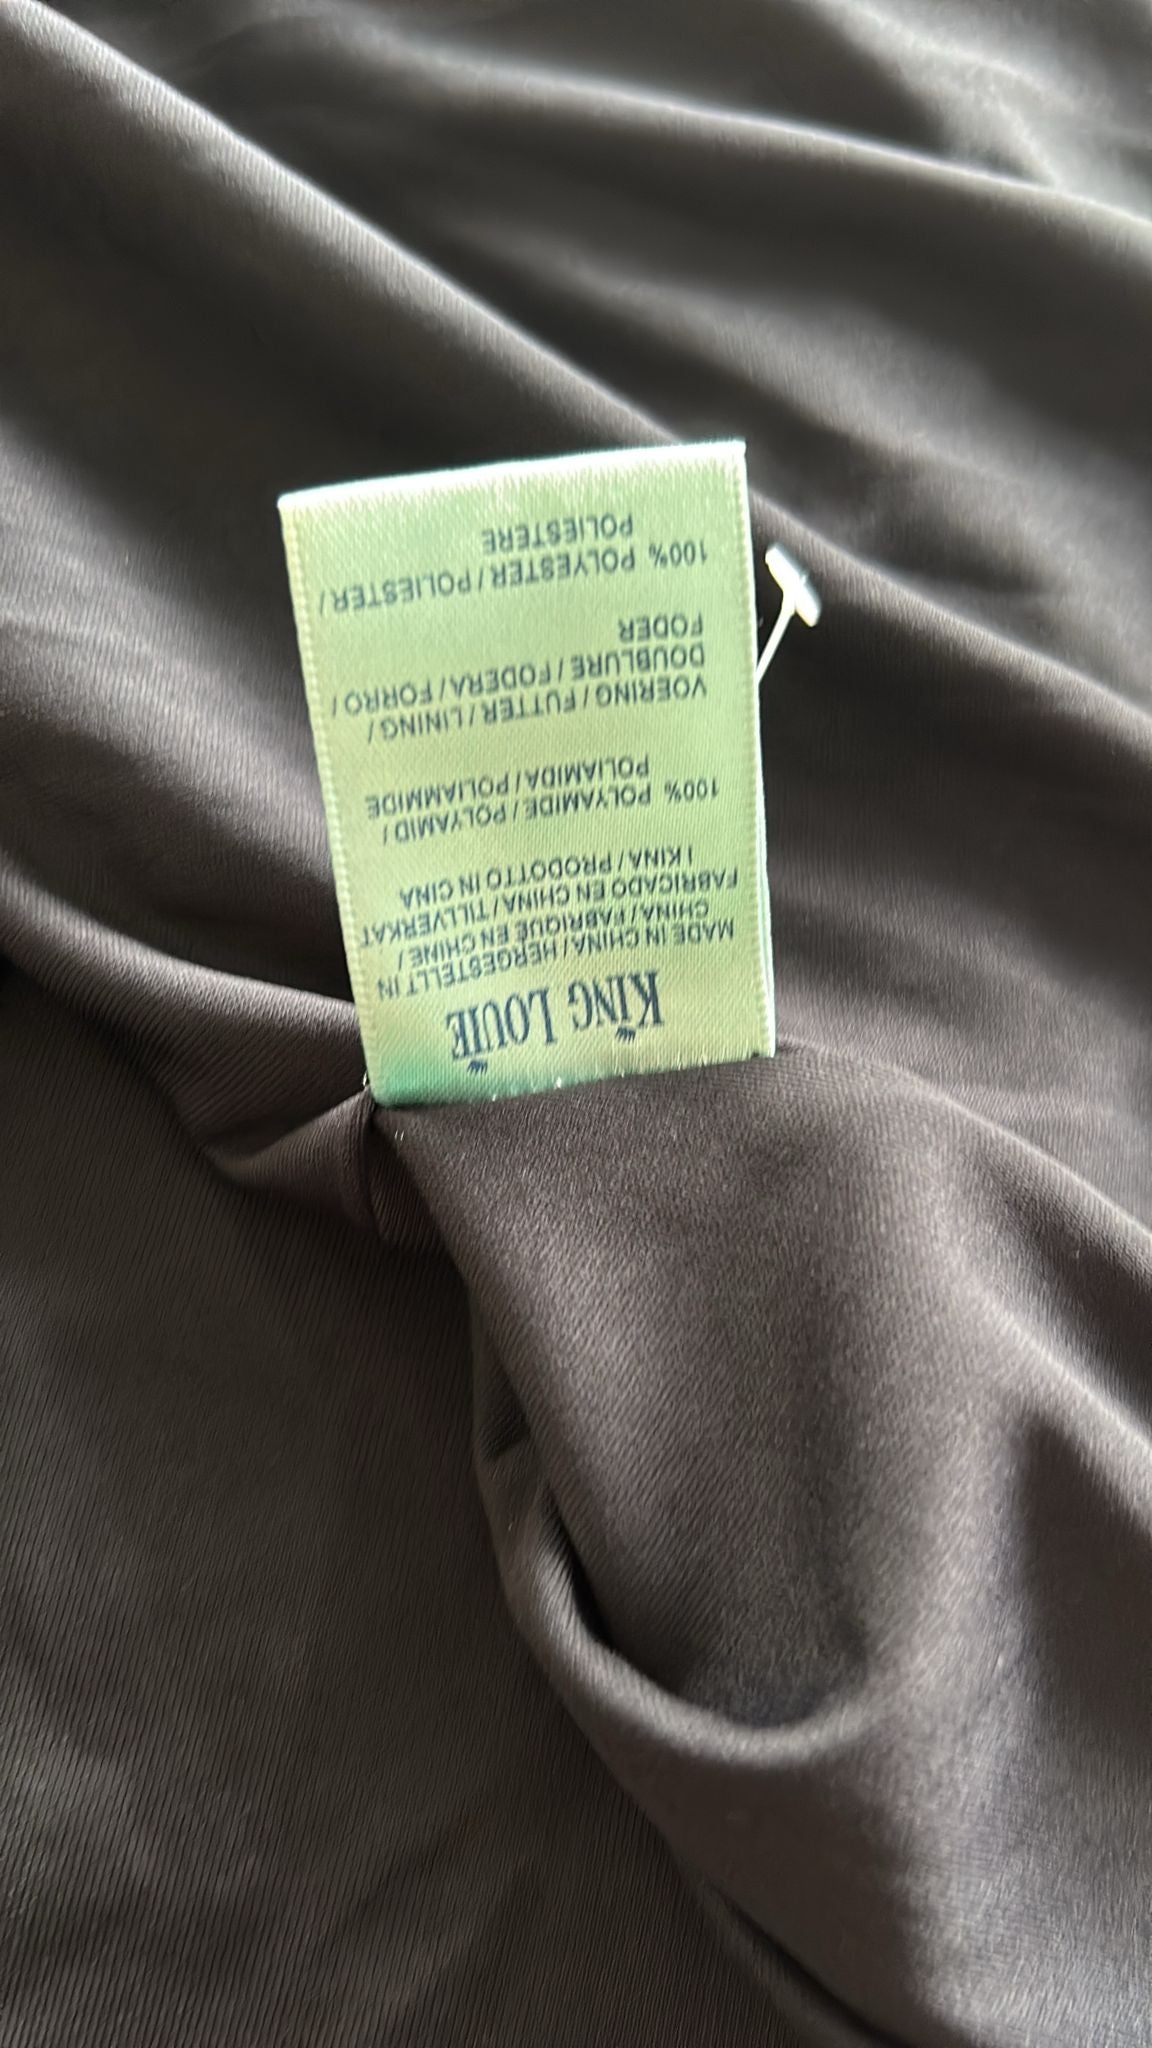 KING LOUIE
MADE IN CHINA / HERGESTELLT IN
CHINA / FABRIQUE EN CHINE /
FABRICADO EN CHINA / TILLVERKAT
I KINA / PRODOTTO IN CINA
100% POLYAMIDE / POLYAMID /
POLIAMIDA / POLIAMMIDE
VOERING / FUTTER / LINING /
DOUBLURE / FODERA / FORRO /
FODER
100% POLYESTER / POLIESTER /
POLIESTERE